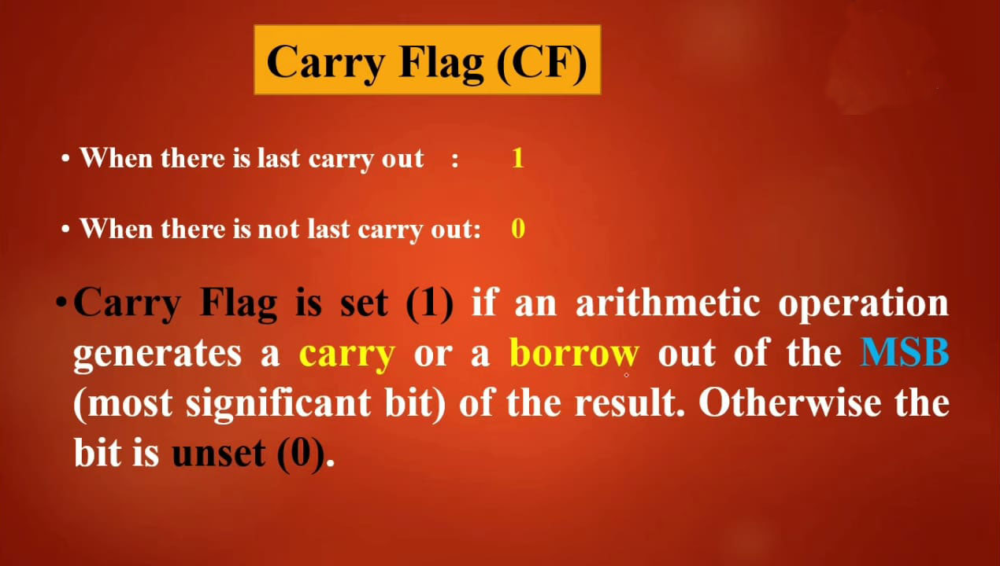 Carry Flag (CF)
• When there is last carry out : 1
• When there is not last carry out: 0
• Carry Flag is set (1) if an arithmetic operation
generates a carry or a borrow out of the MSB
(most significant bit) of the result. Otherwise the
bit is unset (0).